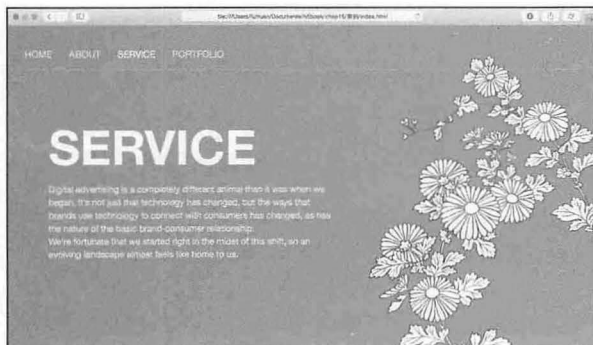 HOME ABOUT SERVICE PORTFOLIO
SERVICE
Digital advertising is a completely different animal than it was when we
began. It's not just that technology has changed, but the ways that
brands use technology to connect with consumers has changed, as has
the nature of the basic brand-consumer relationship.
We're fortunate that we started right in the midst of this shift, so an
evolving landscape almost feels like home to us.